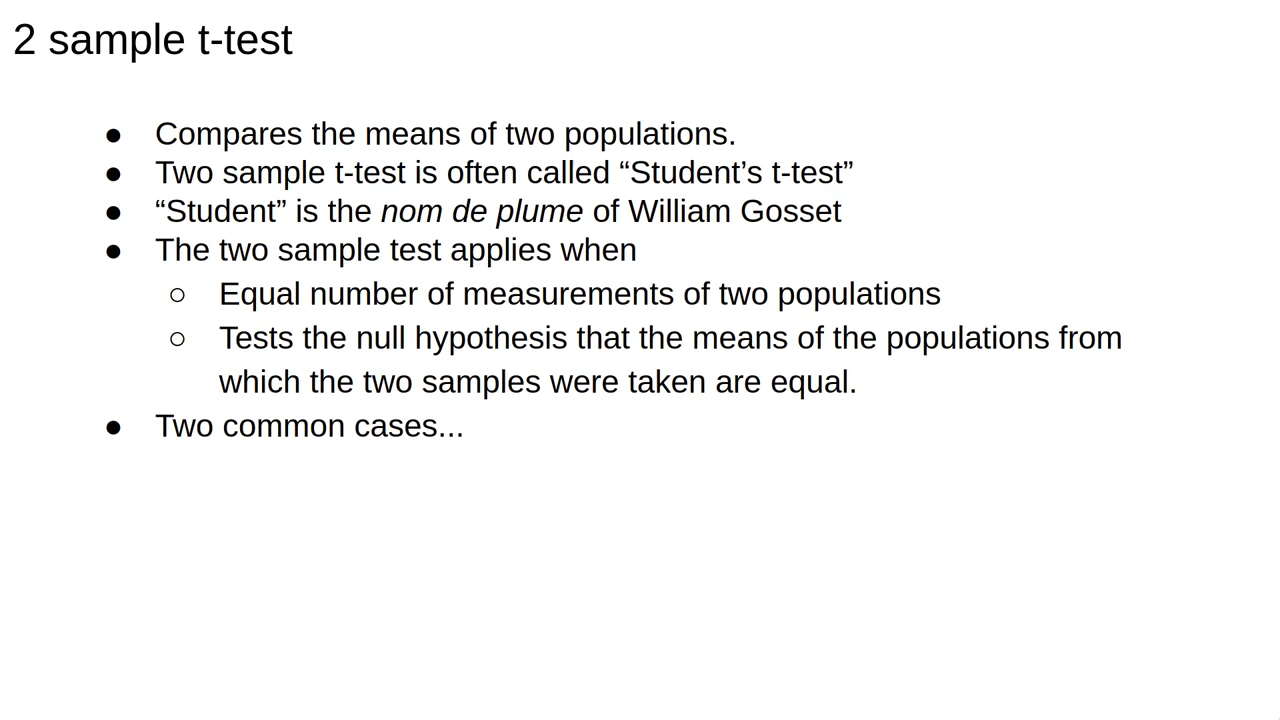 2 sample t-test
● Compares the means of two populations.
● Two sample t-test is often called “Student’s t-test”
● “Student” is the nom de plume of William Gosset
● The two sample test applies when
○ Equal number of measurements of two populations
○ Tests the null hypothesis that the means of the populations from
which the two samples were taken are equal.
● Two common cases...